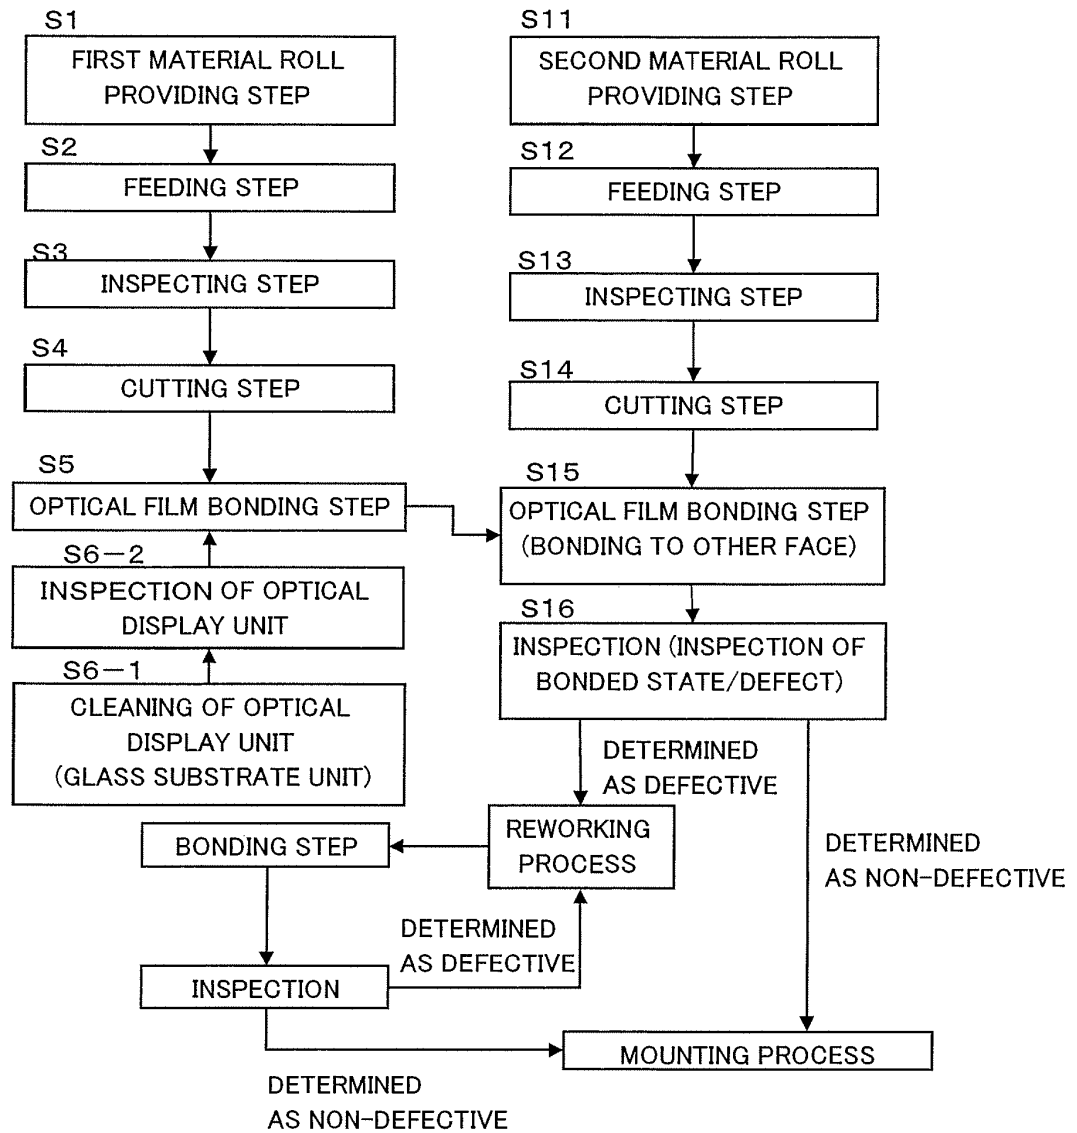 S1
FIRST MATERIAL ROLL
PROVIDING STEP
S2
FEEDING STEP
S3
INSPECTING STEP
S4
CUTTING STEP
S5
OPTICAL FILM BONDING STEP
S6-2
INSPECTION OF OPTICAL
DISPLAY UNIT
S6-1
CLEANING OF OPTICAL
DISPLAY UNIT
(GLASS SUBSTRATE UNIT)
S11
SECOND MATERIAL ROLL
PROVIDING STEP
S12
FEEDING STEP
S13
INSPECTING STEP
S14
CUTTING STEP
S15
OPTICAL FILM BONDING STEP
(BONDING TO OTHER FACE)
S16
INSPECTION (INSPECTION OF
BONDED STATE/DEFECT)
DETERMINED
AS DEFECTIVE
REWORKING
PROCESS
BONDING STEP
DETERMINED
AS NON-DEFECTIVE
DETERMINED
AS DEFECTIVE
INSPECTION
MOUNTING PROCESS
DETERMINED
AS NON-DEFECTIVE